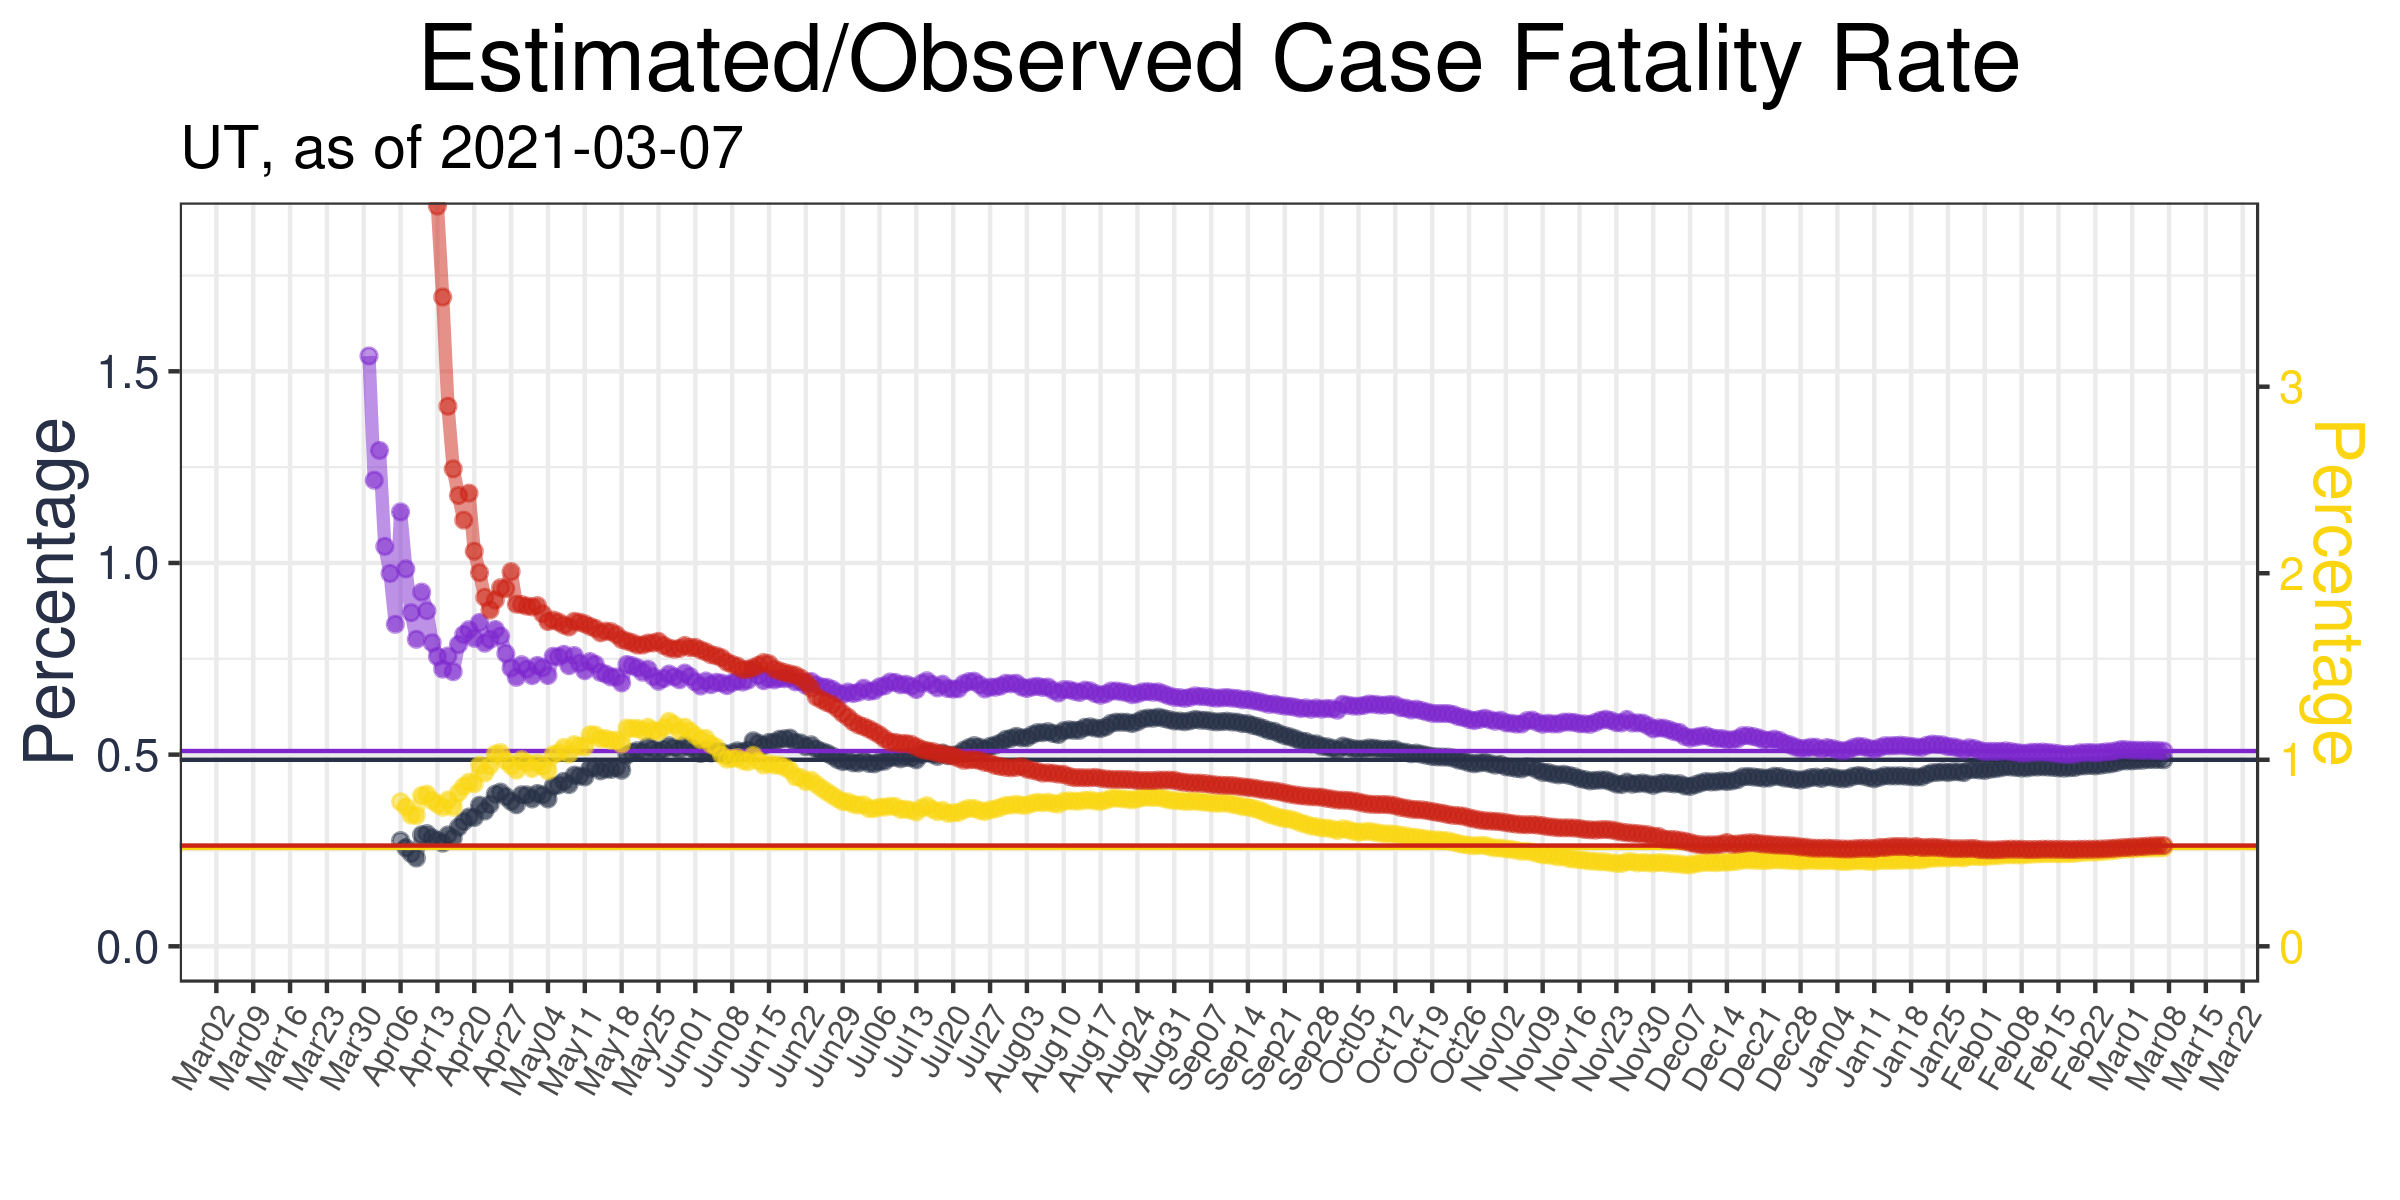 Estimated/Observed Case Fatality Rate
UT, as of 2021-03-07
Percentage
1.5
1.0
0.5
0.0
3
2
1
0
Percentage
Mar02
Mar09
Mar16
Mar23
Mar30
Apr06
Apr13
Apr20
Apr27
May04
May11
May18
May25
Jun01
Jun08
Jun15
Jun22
Jun29
Jul06
Jul13
Jul20
Jul27
Aug03
Aug10
Aug17
Aug24
Aug31
Sep07
Sep14
Sep21
Sep28
Oct05
Oct12
Oct19
Oct26
Nov02
Nov09
Nov16
Nov23
Nov30
Dec07
Dec14
Dec21
Dec28
Dec04
Jan11
Jan18
Jan25
Feb01
Feb08
Feb15
Feb22
Mar01
Mar08
Mar15
Mar22